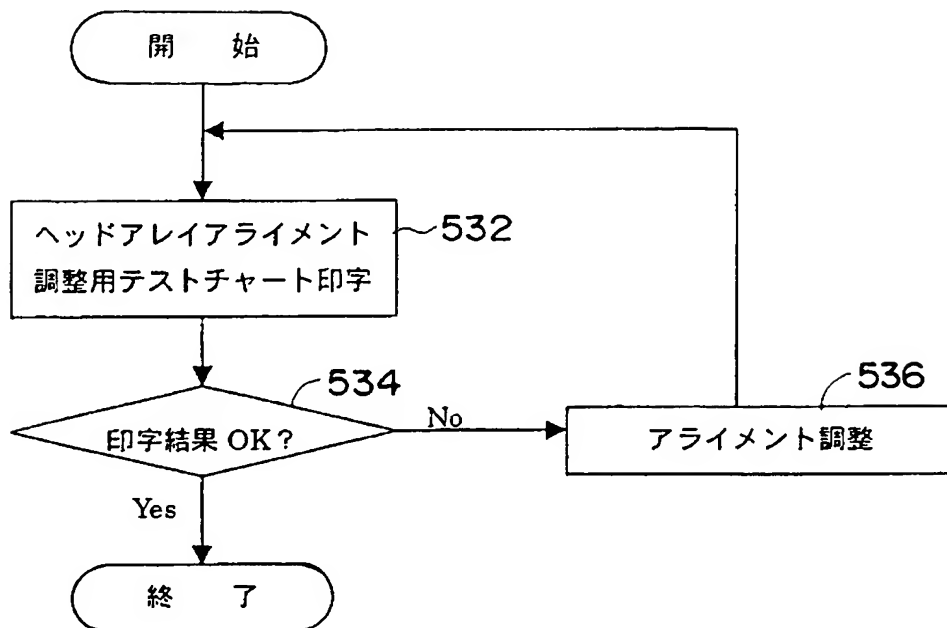 開 始
ヘッドアレイアライメント
調整用テストチャート印字
532
534
印字結果 OK?
No
536
アライメント調整
Yes
終 了